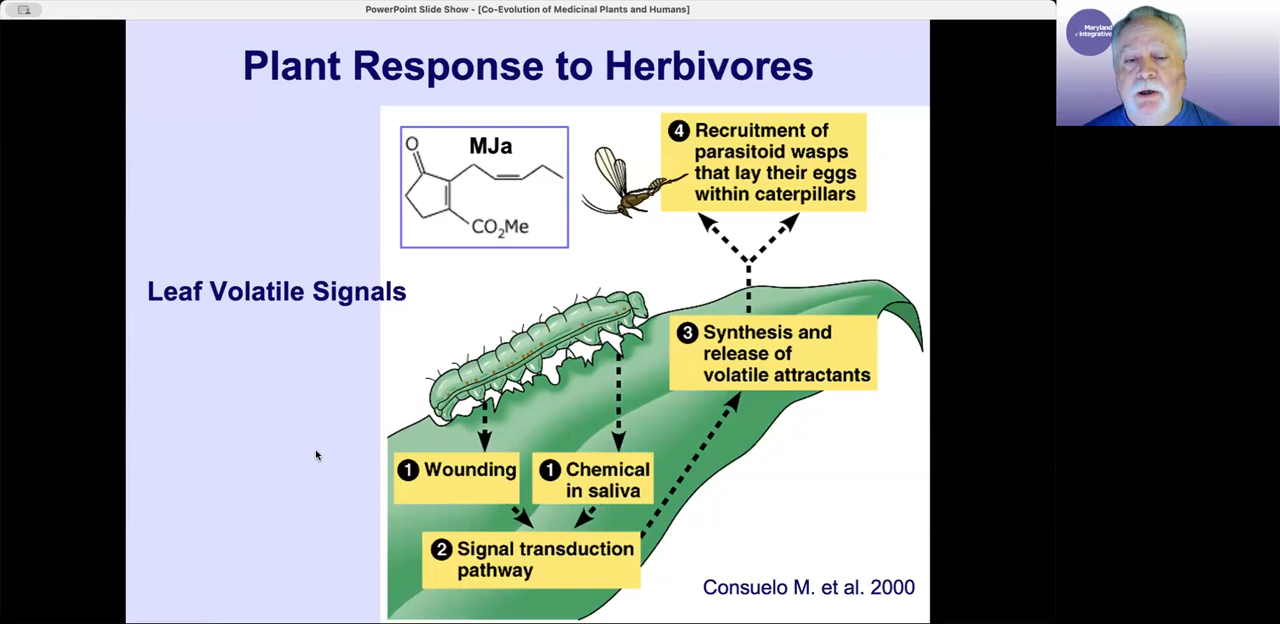 PowerPoint Slide Show - [Co-Evolution of Medicinal Plants and Humans]
Maryland
Integrative
Plant Response to Herbivores
MJa
O
CO2Me
4 Recruitment of
parasitoid wasps
that lay their eggs
within caterpillars
Leaf Volatile Signals
3 Synthesis and
release of
volatile attractants
1 Wounding
1 Chemical
in saliva
2 Signal transduction
pathway
Consuelo M. et al. 2000